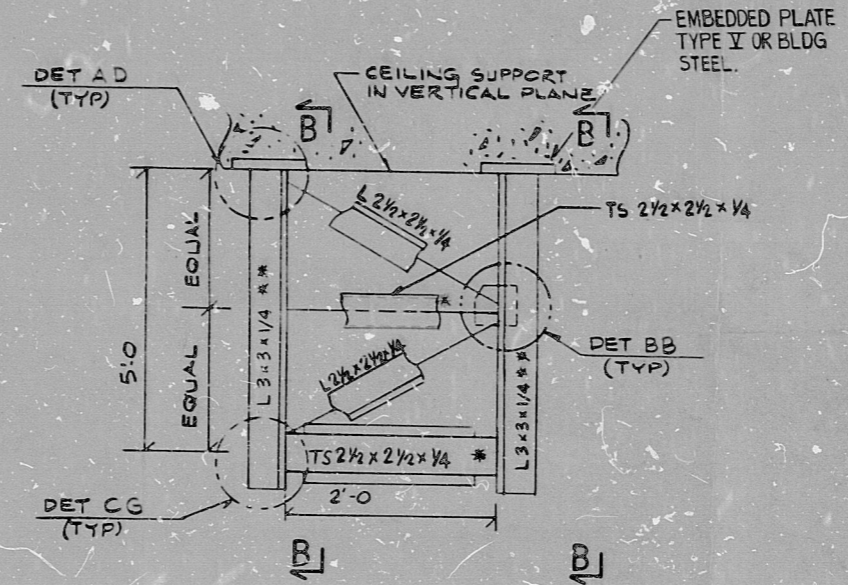 EMBEDDED PLATE
TYPE V OR BLDG
STEEL.
DET AD
(TYP)
CEILING SUPPORT
IN VERTICAL PLANE
B
B
L 2½×2½×¼
TS 2½×2½×¼
EQUAL
L3×3×1/4 **
*
5'-0
DET BB
(TYP)
EQUAL
L2½×2½×¼
L3×3×1/4 **
TS 2½×2½×¼ *
DET CG
(TYP)
2'-0
B
B